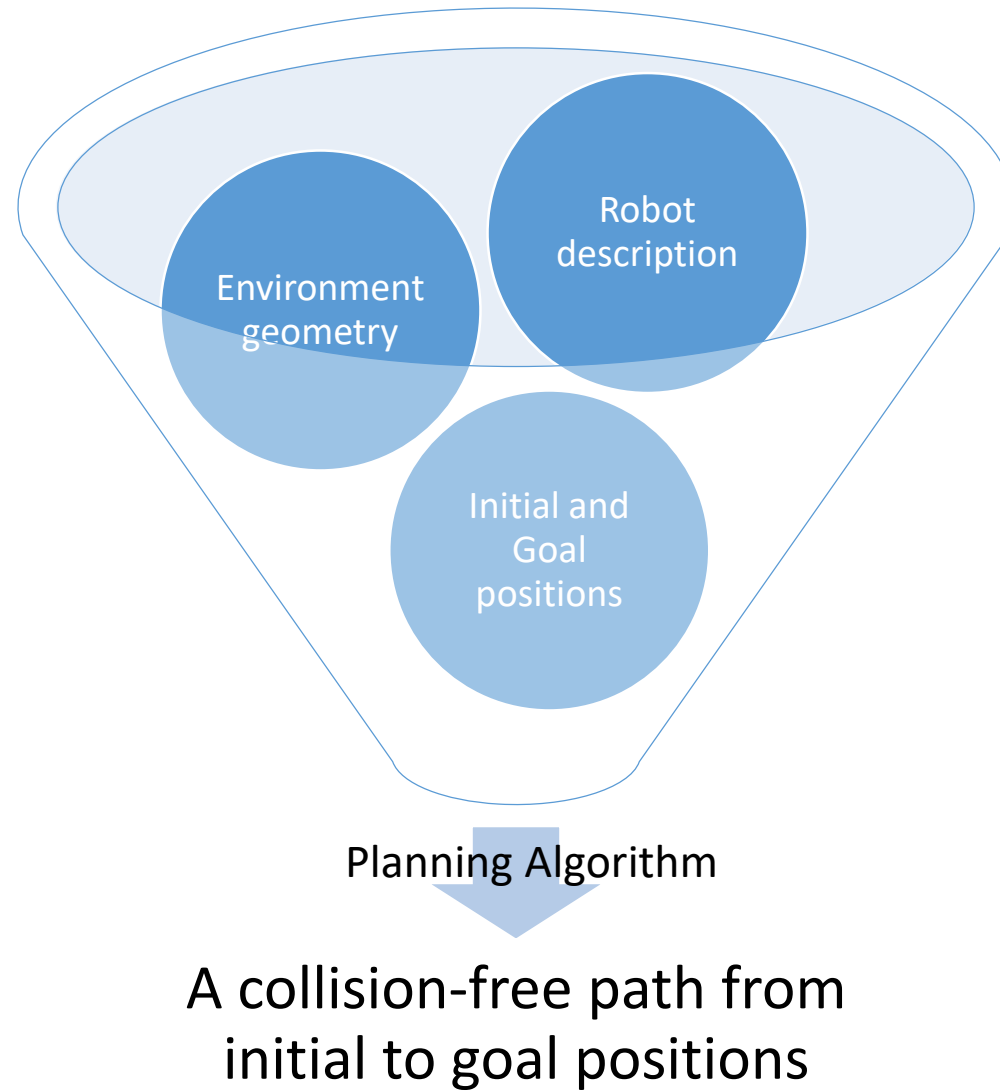 Robot
description
Environment
geometry
Initial and
Goal
positions
Planning Algorithm
A collision-free path from
initial to goal positions